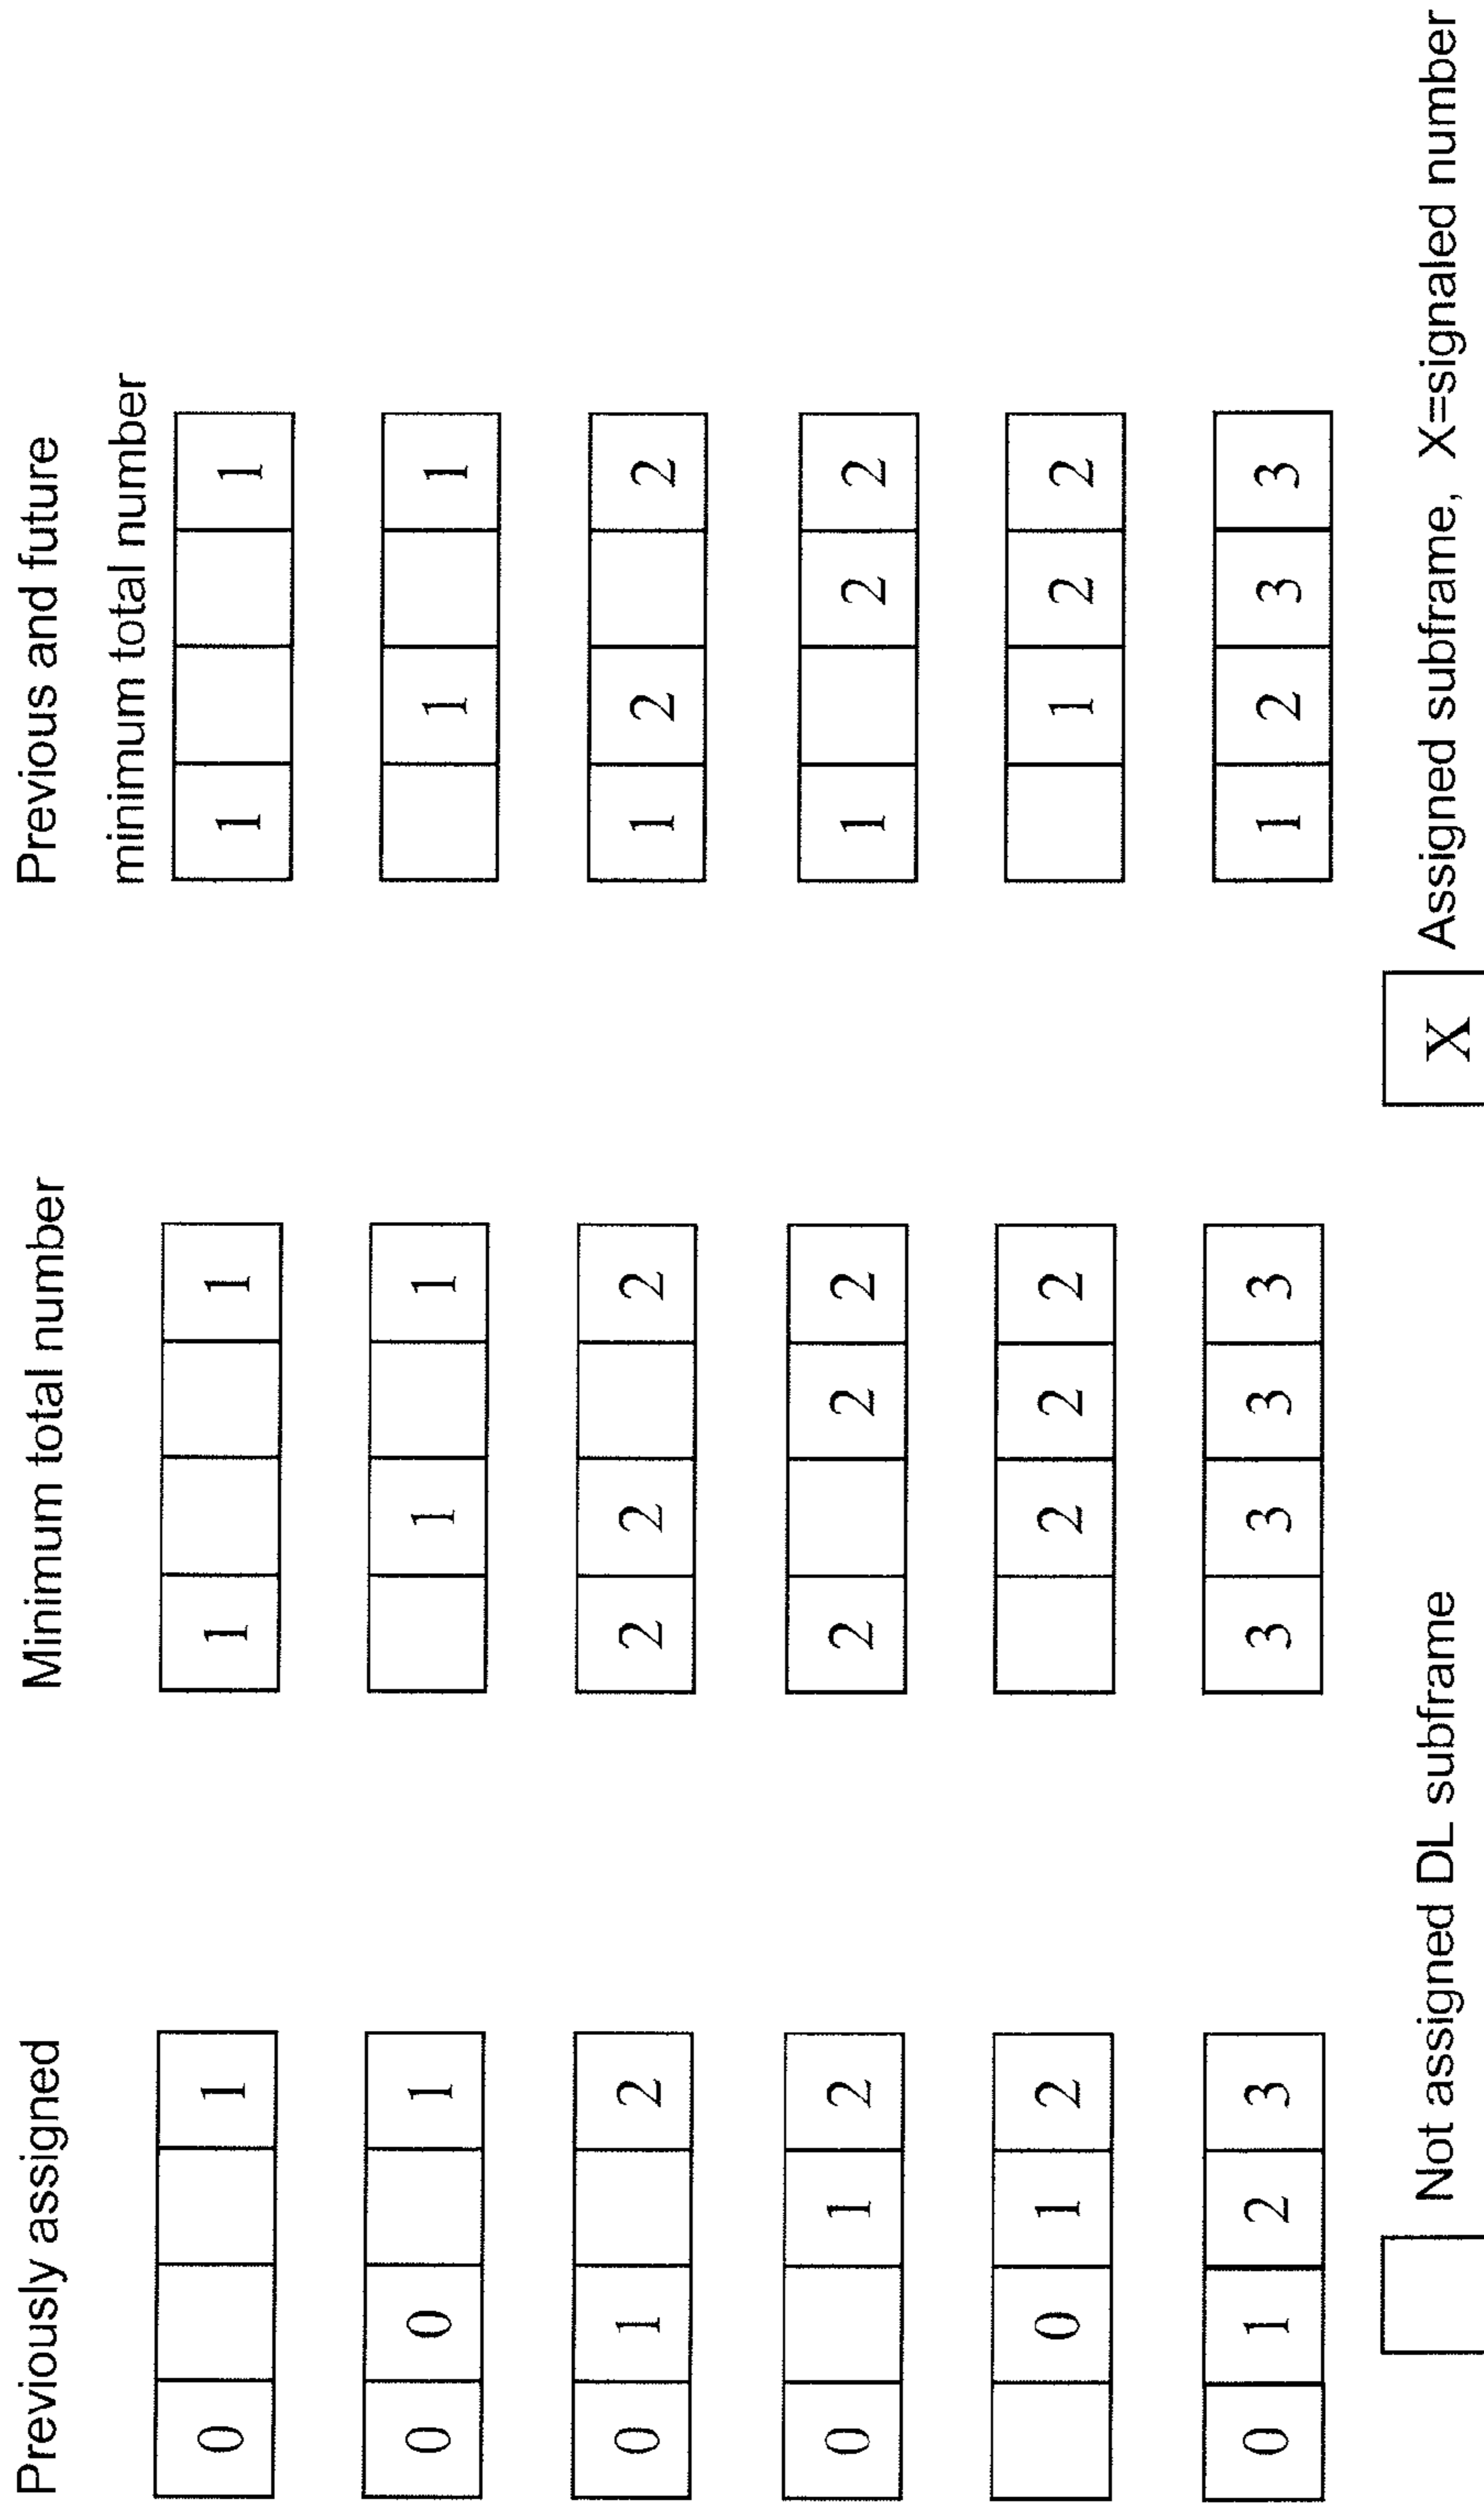 Previously assigned
Minimum total number
Previous and future
minimum total number
0 1
1 1
1 1
0 0 1
1 1
1 1
0 1 2
2 2 2
1 2 2
0 1 2
2 2 2
1 2 2
0 1 2
2 2 2
1 2 2
0 1 2 3
3 3 3 3
1 2 3 3
Not assigned DL subframe
X Assigned subframe, X=signaled number